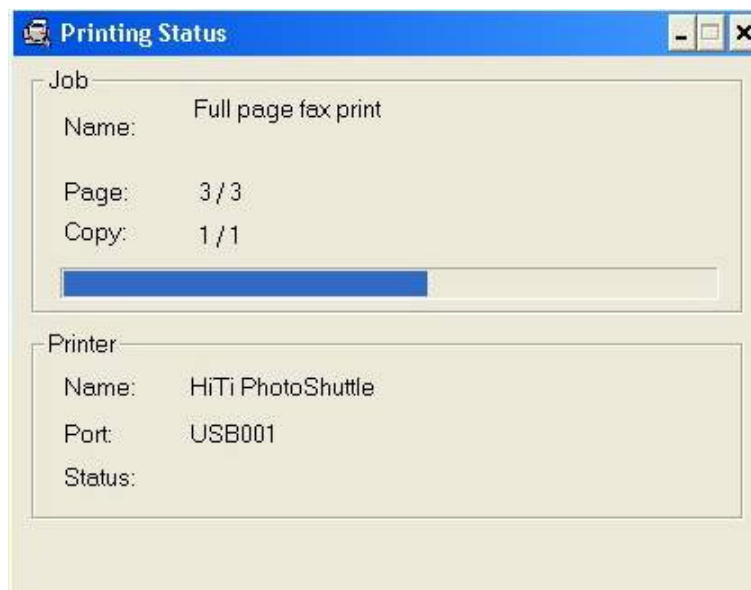 Printing Status
Job
Name: Full page fax print
Page: 3 / 3
Copy: 1 / 1
Printer
Name: HiTi PhotoShuttle
Port: USB001
Status: